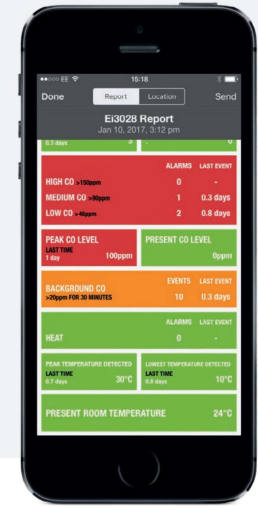 EE 15:18
Done Report Location Send
Ei3028 Report
Jan 10, 2017, 3:12 pm
0.3 days 3 - 0
ALARMS LAST EVENT
HIGH CO >150ppm 0 -
MEDIUM CO >90ppm 1 0.3 days
LOW CO >40ppm 2 0.8 days
PEAK CO LEVEL PRESENT CO LEVEL
LAST TIME
1 day 100ppm 0ppm
EVENTS LAST EVENT
BACKGROUND CO
>20ppm FOR 30 MINUTES 10 0.3 days
ALARMS LAST EVENT
HEAT 0 -
PEAK TEMPERATURE DETECTED LOWEST TEMPERATURE DETECTED
LAST TIME LAST TIME
0.7 days 30°C 0.8 days 10°C
PRESENT ROOM TEMPERATURE 24°C